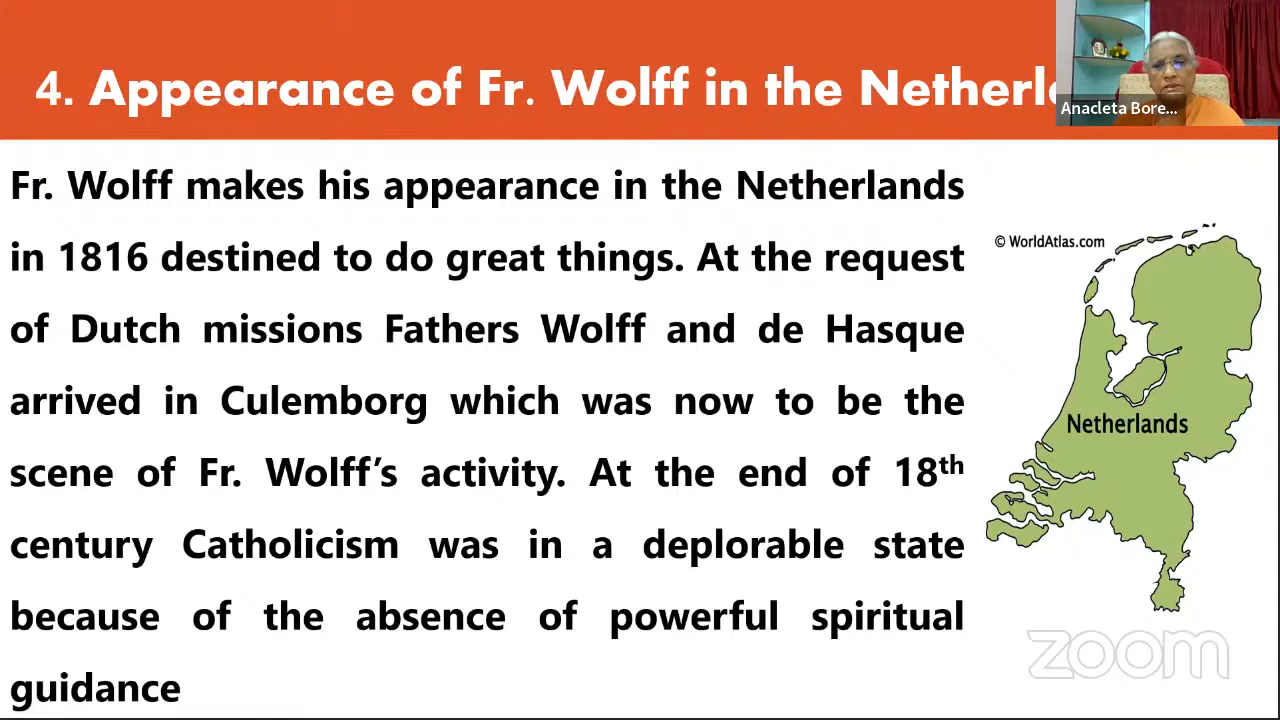 4. Appearance of Fr. Wolff in the Netherl
Anacleta Bore...
Fr. Wolff makes his appearance in the Netherlands
in 1816 destined to do great things. At the request
of Dutch missions Fathers Wolff and de Hasque
arrived in Culemborg which was now to be the
scene of Fr. Wolff’s activity. At the end of 18th
century Catholicism was in a deplorable state
because of the absence of powerful spiritual
guidance
© WorldAtlas.com
Netherlands
zoom